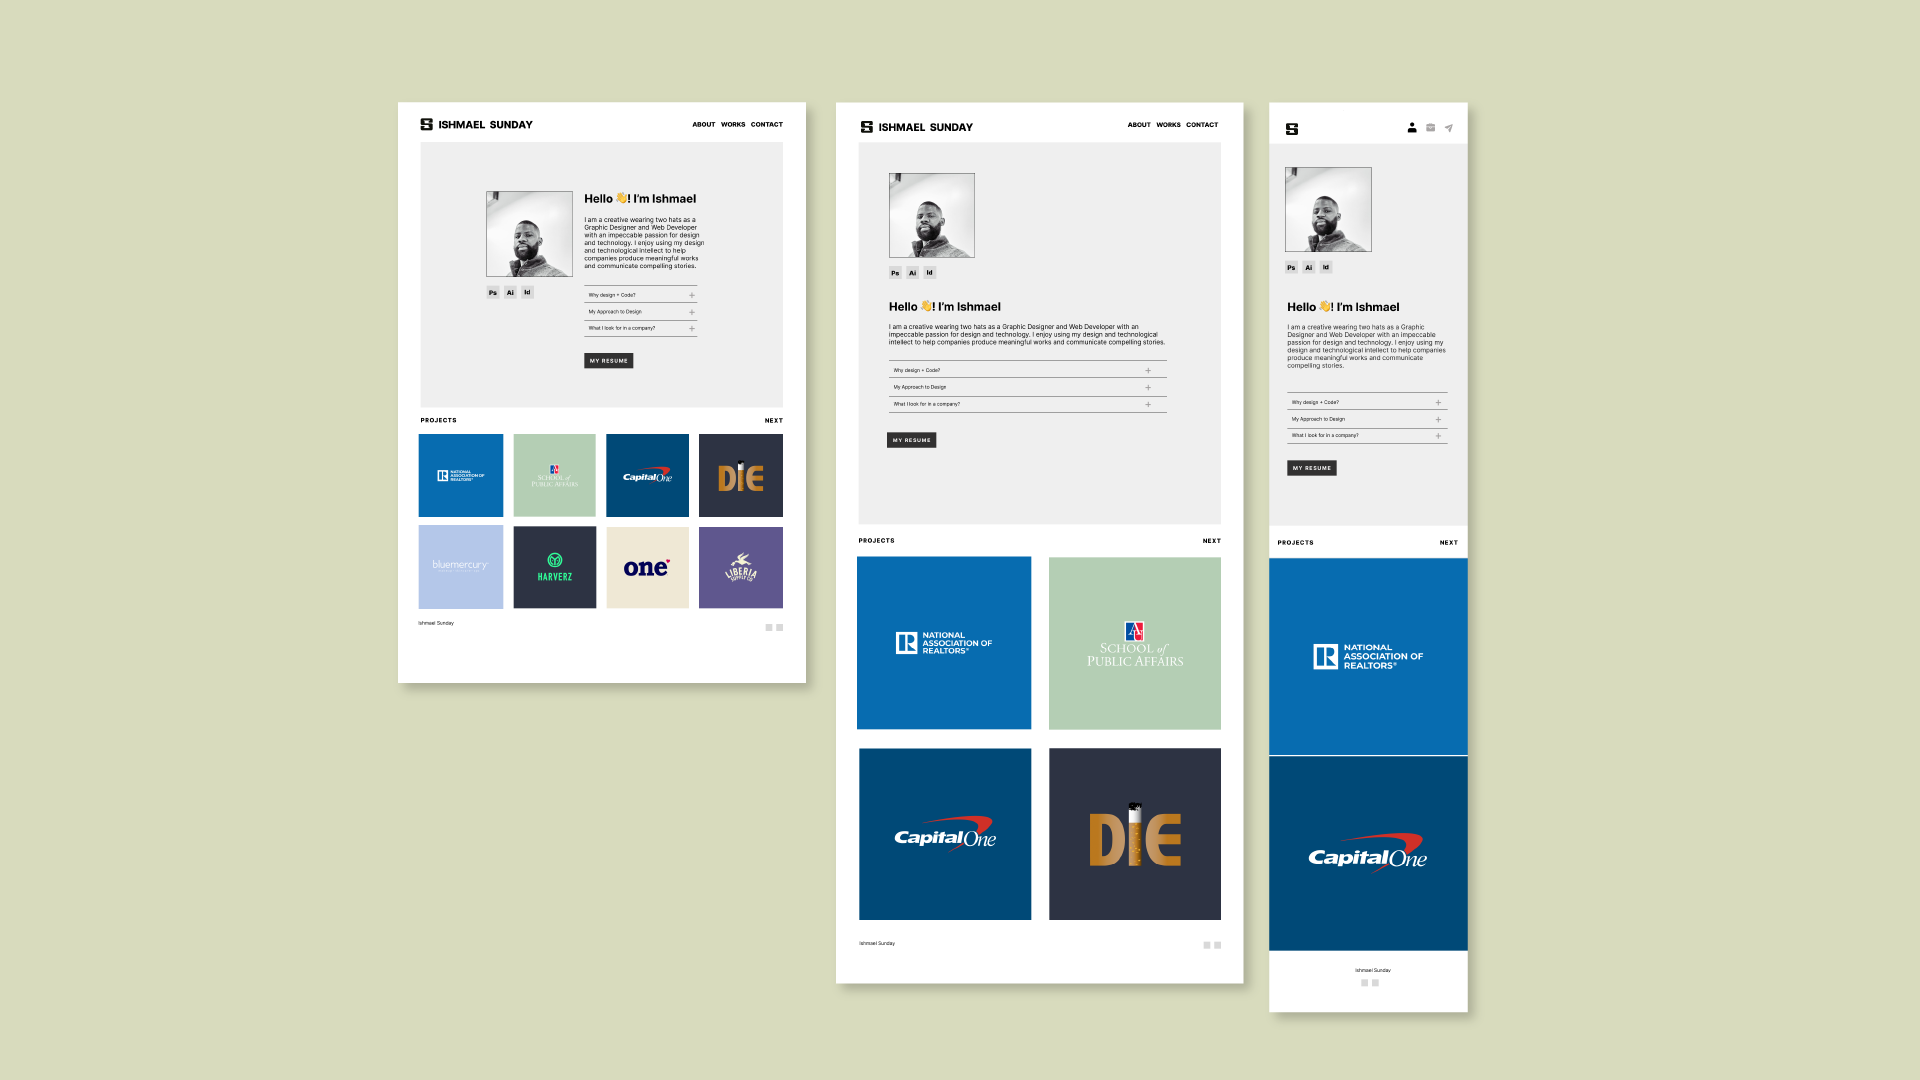 ISHMAEL SUNDAY
ABOUT WORKS CONTACT
Hello 👋! I'm Ishmael
I am a creative wearing two hats as a
Graphic Designer and Web Developer
with an impeccable passion for design
and technology. I enjoy using my design
and technological intellect to help
companies produce meaningful works
and communicate compelling stories.
Ps Ai Id
Why design + Code? +
My Approach to Design +
What I look for in a company? +
MY RESUME
PROJECTS
NEXT
NATIONAL
ASSOCIATION OF
REALTORS®
SCHOOL of
PUBLIC AFFAIRS
CapitalOne
DIE
bluemercury
HARVERZ
one
LIBERIA
SUPPLY CO
Ishmael Sunday
ISHMAEL SUNDAY
ABOUT WORKS CONTACT
Ps Ai Id
Hello 👋! I'm Ishmael
I am a creative wearing two hats as a Graphic Designer and Web Developer with an
impeccable passion for design and technology. I enjoy using my design and technological
intellect to help companies produce meaningful works and communicate compelling stories.
Why design + Code? +
My Approach to Design +
What I look for in a company? +
MY RESUME
PROJECTS
NEXT
NATIONAL
ASSOCIATION OF
REALTORS®
AU
SCHOOL of
PUBLIC AFFAIRS
CapitalOne
DIE
Ishmael Sunday
Ps Ai Id
Hello 👋! I'm Ishmael
I am a creative wearing two hats as a Graphic
Designer and Web Developer with an impeccable
passion for design and technology. I enjoy using my
design and technological intellect to help companies
produce meaningful works and communicate
compelling stories.
Why design + Code? +
My Approach to Design +
What I look for in a company? +
MY RESUME
PROJECTS
NEXT
NATIONAL
ASSOCIATION OF
REALTORS®
CapitalOne
Ishmael Sunday